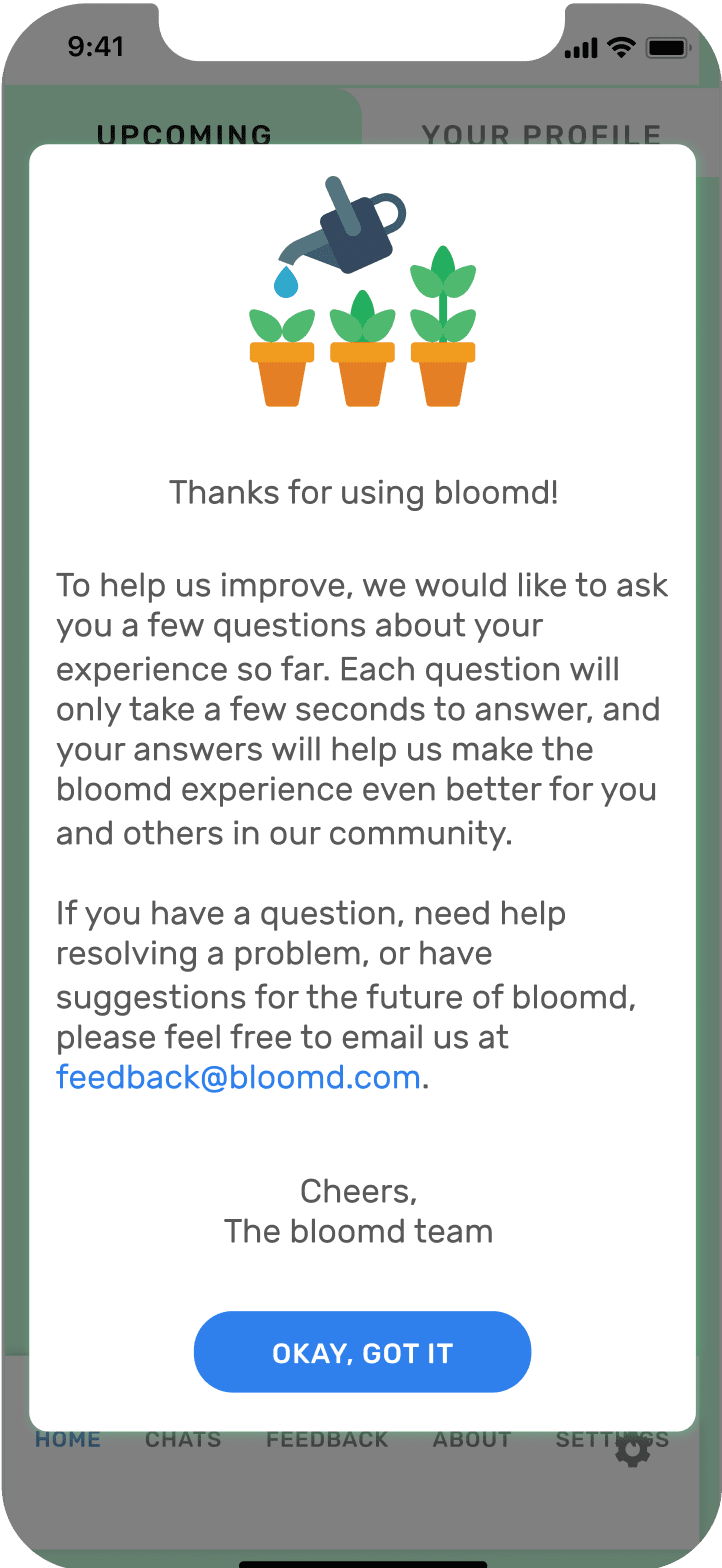 9:41
UPCOMING
YOUR PROFILE
Thanks for using bloomd!
To help us improve, we would like to ask
you a few questions about your
experience so far. Each question will
only take a few seconds to answer, and
your answers will help us make the
bloomd experience even better for you
and others in our community.
If you have a question, need help
resolving a problem, or have
suggestions for the future of bloomd,
please feel free to email us at
feedback@bloomd.com.
Cheers,
The bloomd team
OKAY, GOT IT
HOME CHATS FEEDBACK ABOUT SETTINGS